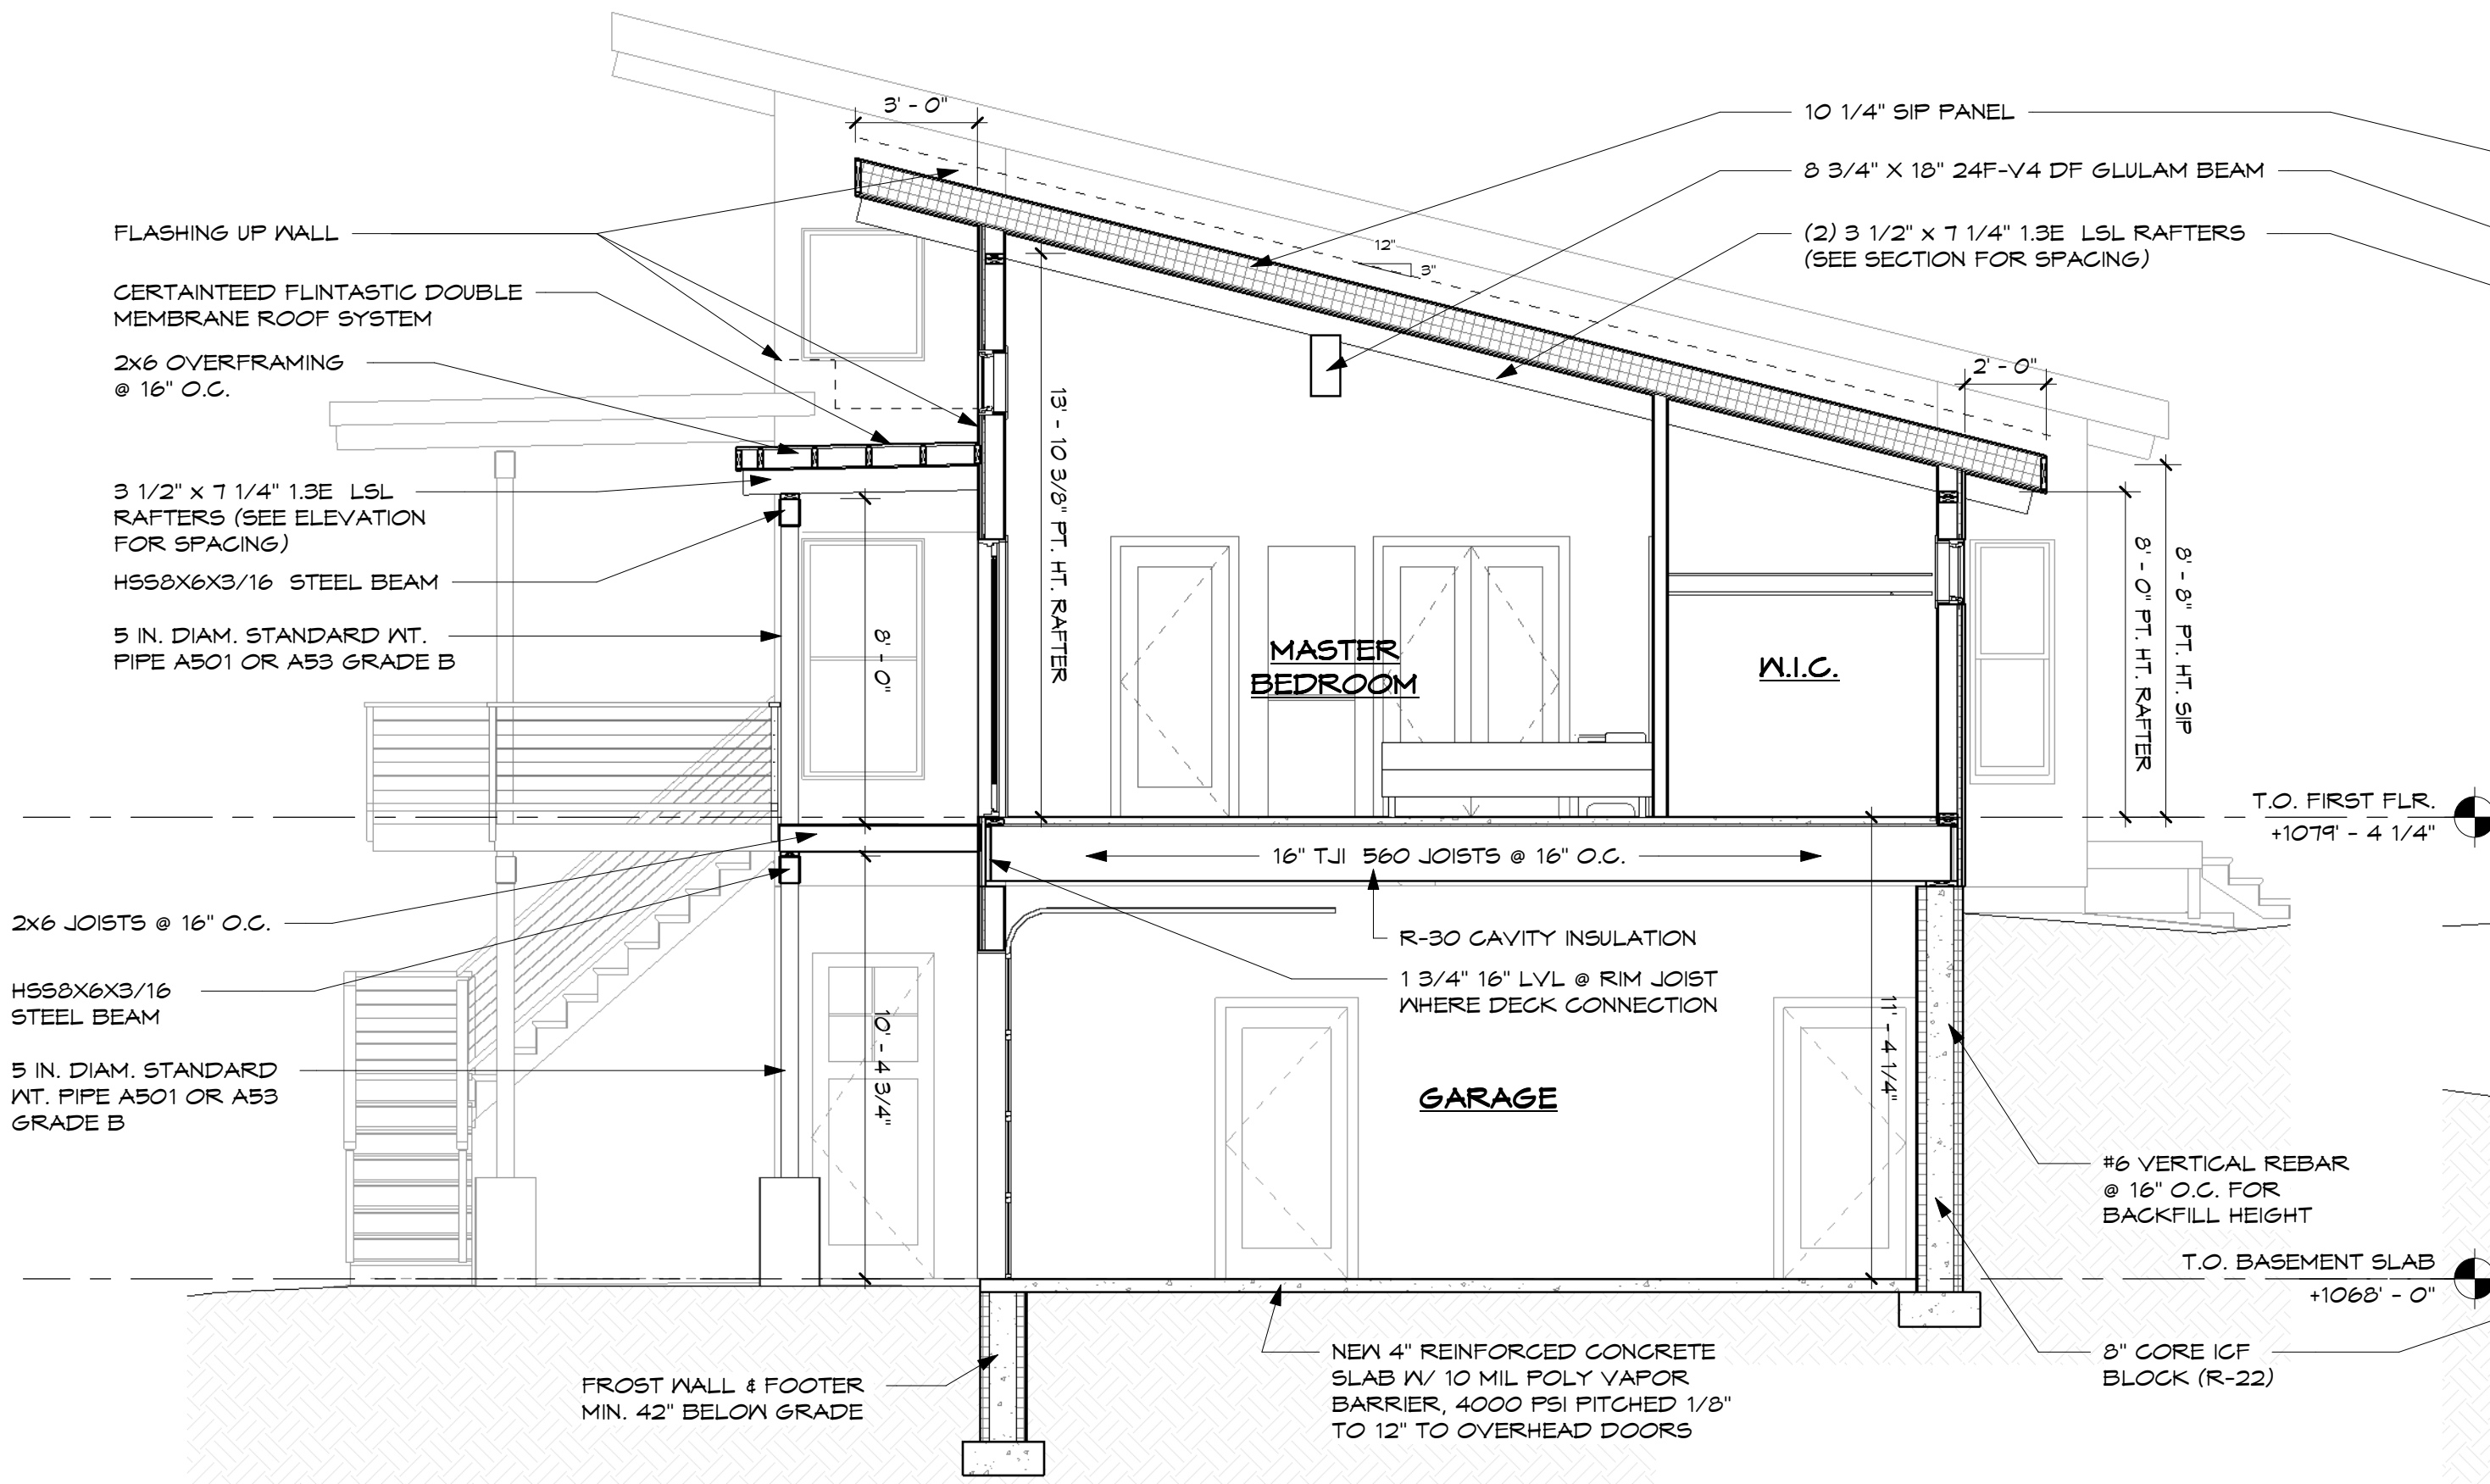 3' - 0"
10 1/4" SIP PANEL
8 3/4" X 18" 24F-V4 DF GLULAM BEAM
(2) 3 1/2" x 7 1/4" 1.3E LSL RAFTERS
(SEE SECTION FOR SPACING)
12"
3"
2' - 0"
FLASHING UP WALL
CERTAINTEED FLINTASTIC DOUBLE
MEMBRANE ROOF SYSTEM
2x6 OVERFRAMING
@ 16" O.C.
3 1/2" x 7 1/4" 1.3E LSL
RAFTERS (SEE ELEVATION
FOR SPACING)
HSS8X6X3/16 STEEL BEAM
5 IN. DIAM. STANDARD WT.
PIPE A501 OR A53 GRADE B
13' - 10 3/8" PT. HT. RAFTER
8' - 0"
MASTER
BEDROOM
W.I.C.
8' - 0" PT. HT. RAFTER
8' - 8" PT. HT. SIP
T.O. FIRST FLR.
+1079' - 4 1/4"
16" TJI 560 JOISTS @ 16" O.C.
2x6 JOISTS @ 16" O.C.
R-30 CAVITY INSULATION
1 3/4" 16" LVL @ RIM JOIST
WHERE DECK CONNECTION
HSS8X6X3/16
STEEL BEAM
5 IN. DIAM. STANDARD
WT. PIPE A501 OR A53
GRADE B
10' - 4 3/4"
11' - 4 1/4"
GARAGE
#6 VERTICAL REBAR
@ 16" O.C. FOR
BACKFILL HEIGHT
T.O. BASEMENT SLAB
+1068' - 0"
8" CORE ICF
BLOCK (R-22)
NEW 4" REINFORCED CONCRETE
SLAB W/ 10 MIL POLY VAPOR
BARRIER, 4000 PSI PITCHED 1/8"
TO 12" TO OVERHEAD DOORS
FROST WALL & FOOTER
MIN. 42" BELOW GRADE